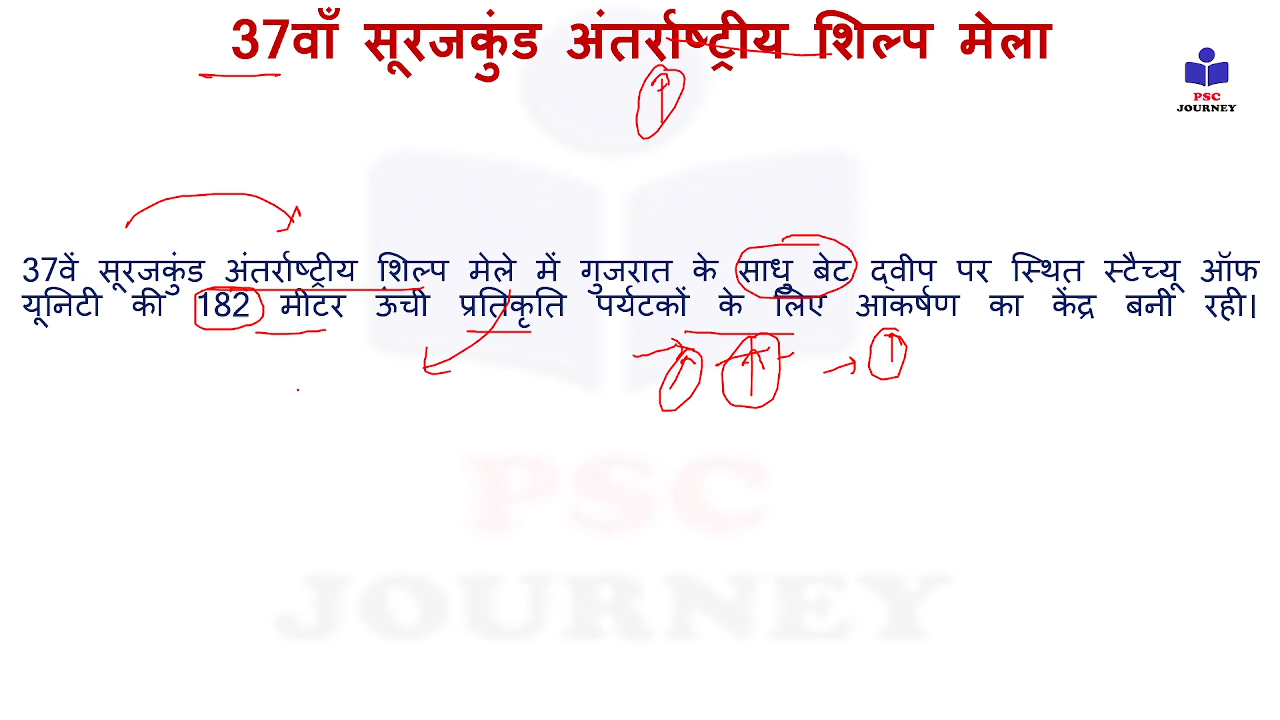 37वाँ सूरजकुंड अंतर्राष्ट्रीय शिल्प मेला
PSC
JOURNEY
37वें सूरजकुंड अंतर्राष्ट्रीय शिल्प मेले में गुजरात के साधु बेट द्वीप पर स्थित स्टैच्यू ऑफ
यूनिटी की 182 मीटर ऊंची प्रतिकृति पर्यटकों के लिए आकर्षण का केंद्र बनी रही।
PSC
JOURNEY